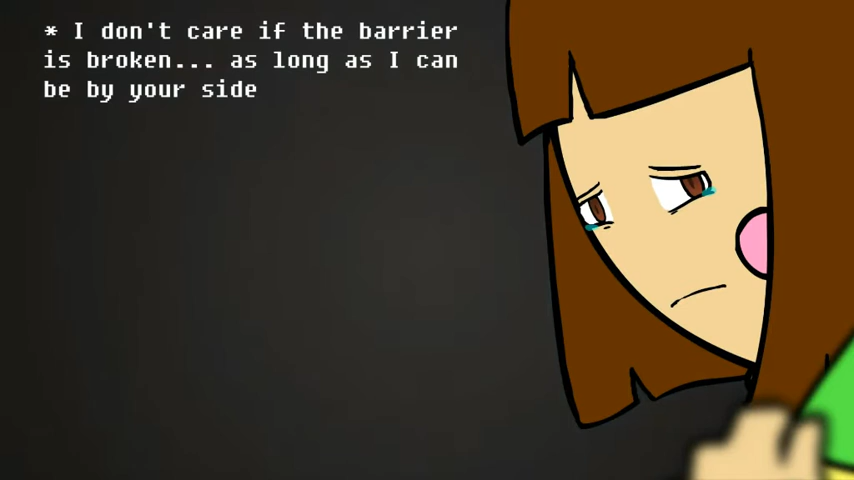 * I don't care if the barrier
is broken... as long as I can
be by your side